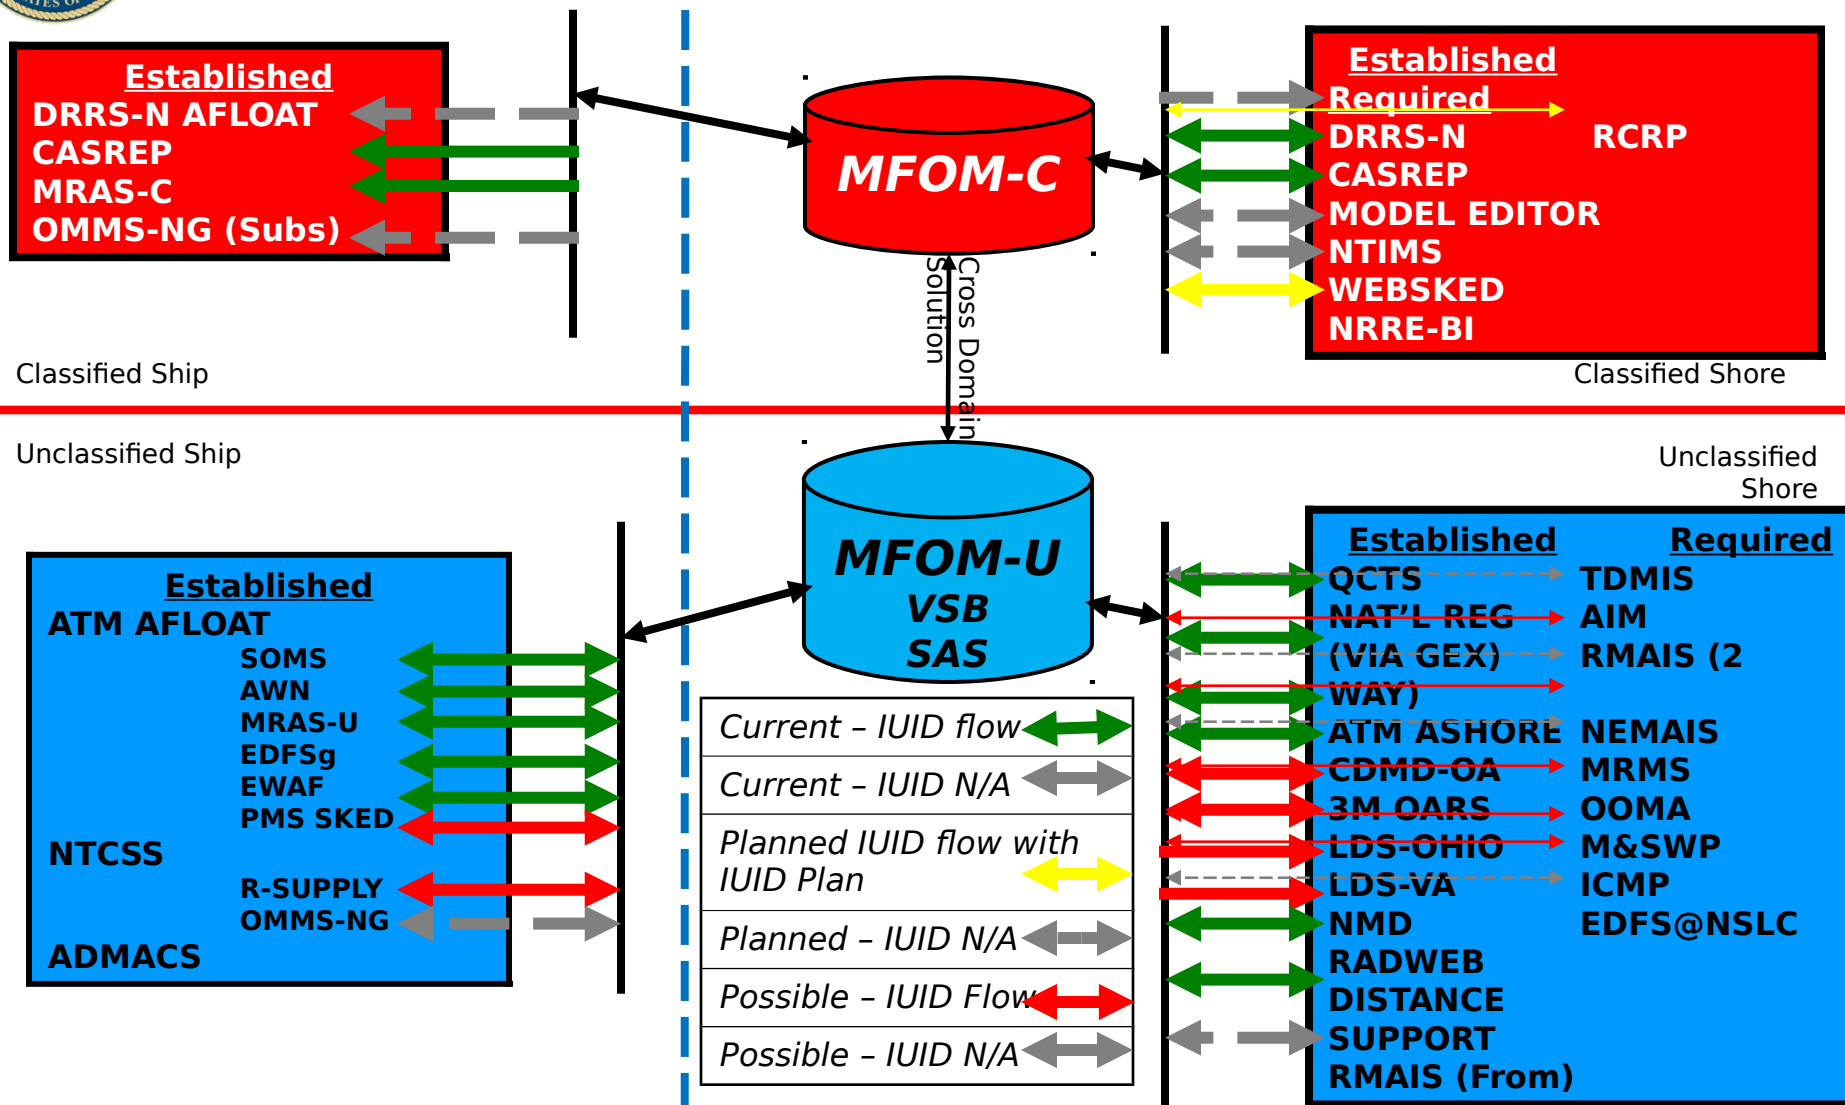 ATES OF
Established
DRRS-N AFLOAT
CASREP
MRAS-C
OMMS-NG (Subs)
MFOM-C
Established
Required
DRRS-N RCRP
CASREP
MODEL EDITOR
NTIMS
WEBSKED
NRRE-BI
Cross Domain
Solution
Classified Ship
Classified Shore
Unclassified Ship
Unclassified
Shore
Established
ATM AFLOAT
SOMS
AWN
MRAS-U
EDFSg
EWAF
PMS SKED
NTCSS
R-SUPPLY
OMMS-NG
ADMACS
MFOM-U
VSB
SAS
Current – IUID flow
Current – IUID N/A
Planned IUID flow with
IUID Plan
Planned – IUID N/A
Possible – IUID Flow
Possible – IUID N/A
Established
QCTS
NAT’L REG
(VIA GEX)
WAY)
ATM ASHORE
CDMD-OA
3M OARS
LDS-OHIO
LDS-VA
NMD
RADWEB
DISTANCE
SUPPORT
RMAIS (From)
Required
TDMIS
AIM
RMAIS (2
NEMAIS
MRMS
OOMA
M&SWP
ICMP
EDFS@NSLC